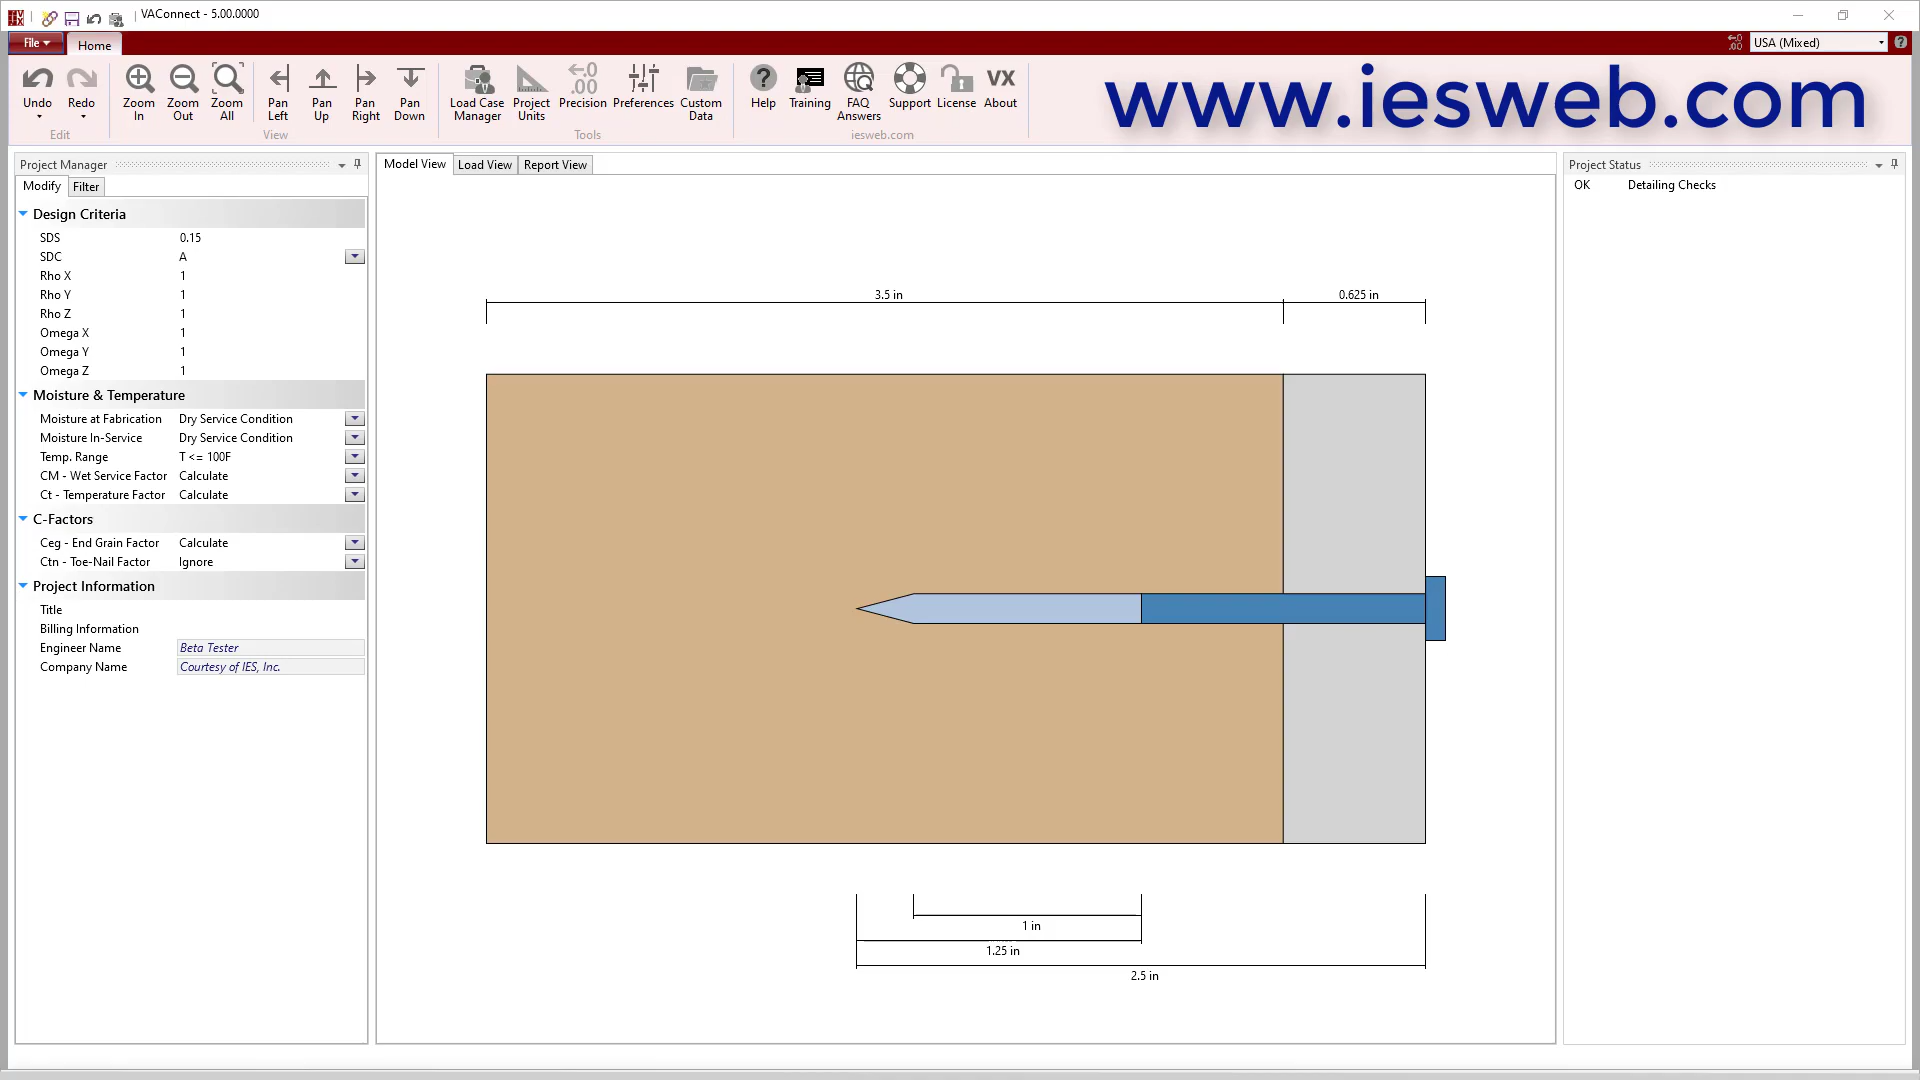 VAConnect - 5.00.0000
File Home USA (Mixed)
Undo Redo Zoom In Zoom Out Zoom All Pan Left Pan Up Pan Right Pan Down Load Case Manager Project Units Precision Preferences Custom Data Help Training FAQ Answers Support License VX About
www.iesweb.com
Edit View Tools iesweb.com
Project Manager
Modify Filter
Design Criteria
SDS 0.15
SDC A
Rho X 1
Rho Y 1
Rho Z 1
Omega X 1
Omega Y 1
Omega Z 1
Moisture & Temperature
Moisture at Fabrication Dry Service Condition
Moisture In-Service Dry Service Condition
Temp. Range T <= 100F
CM - Wet Service Factor Calculate
Ct - Temperature Factor Calculate
C-Factors
Ceg - End Grain Factor Calculate
Ctn - Toe-Nail Factor Ignore
Project Information
Title
Billing Information
Engineer Name Beta Tester
Company Name Courtesy of IES, Inc.
Model View Load View Report View
3.5 in 0.625 in
1 in
1.25 in
2.5 in
Project Status
OK Detailing Checks